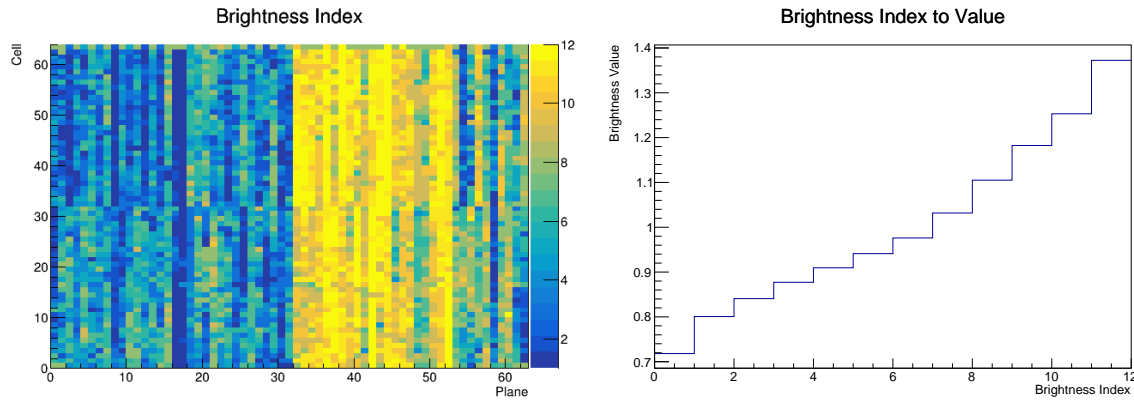 Brightness Index
Cell
60
50
40
30
20
10
0
0 10 20 30 40 50 60
Plane
12
10
8
6
4
2
Brightness Index to Value
Brightness Value
1.4
1.3
1.2
1.1
1
0.9
0.8
0.7
0 2 4 6 8 10 12
Brightness Index